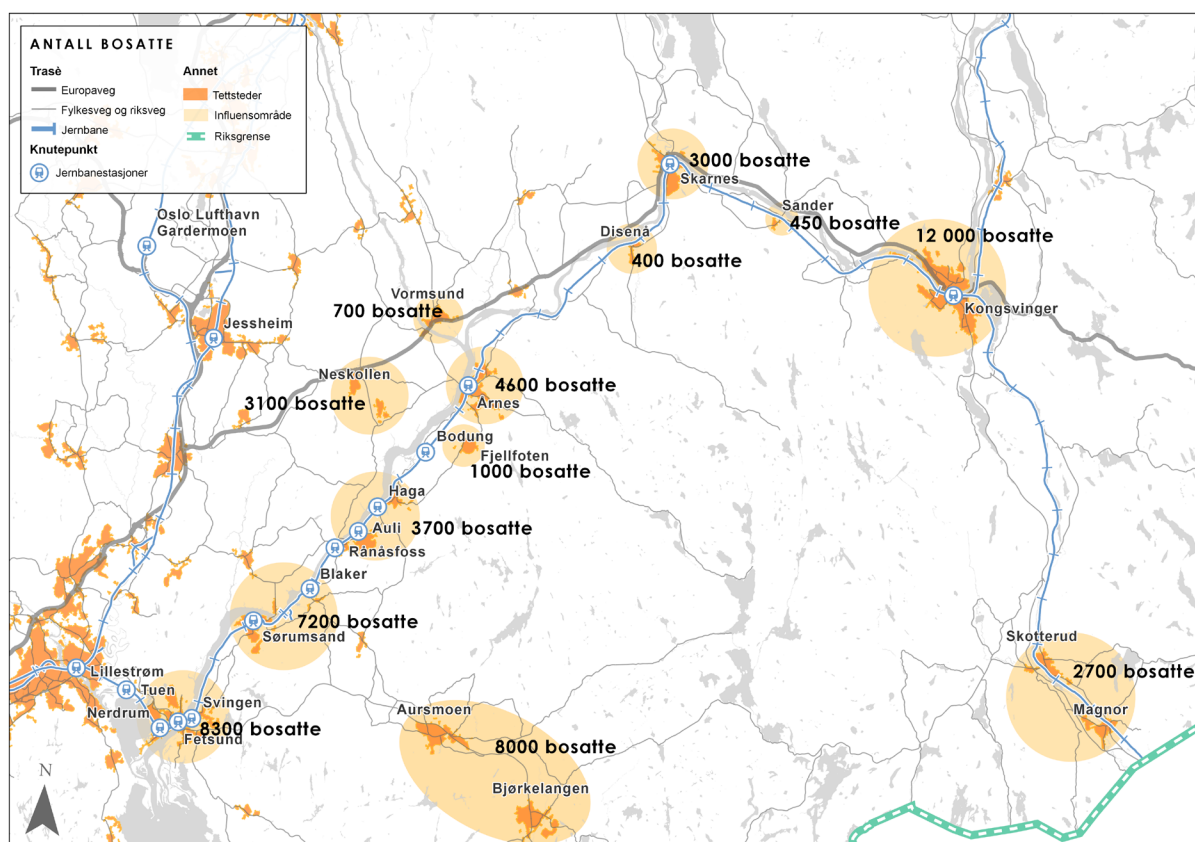 ANTALL BOSATTE
Trasè
Europaveg
Fylkesveg og riksveg
Jernbane
Knutepunkt
Jernbanestasjoner
Annet
Tettsteder
Influensområde
Riksgrense
Oslo Lufthavn
Gardermoen
Jessheim
3000 bosatte
Skarnes
Sander
450 bosatte
Disenå
400 bosatte
12 000 bosatte
Kongsvinger
Vormsund
700 bosatte
Neskollen
3100 bosatte
4600 bosatte
Årnes
Bodung
Fjellfoten
1000 bosatte
Haga
Auli
3700 bosatte
Rånåsfoss
Blaker
7200 bosatte
Sørumsand
Lillestrøm
Tuen
Nerdrum
Svingen
8300 bosatte
Fetsund
Aursmoen
8000 bosatte
Bjørkelangen
Skotterud
2700 bosatte
Magnor
N